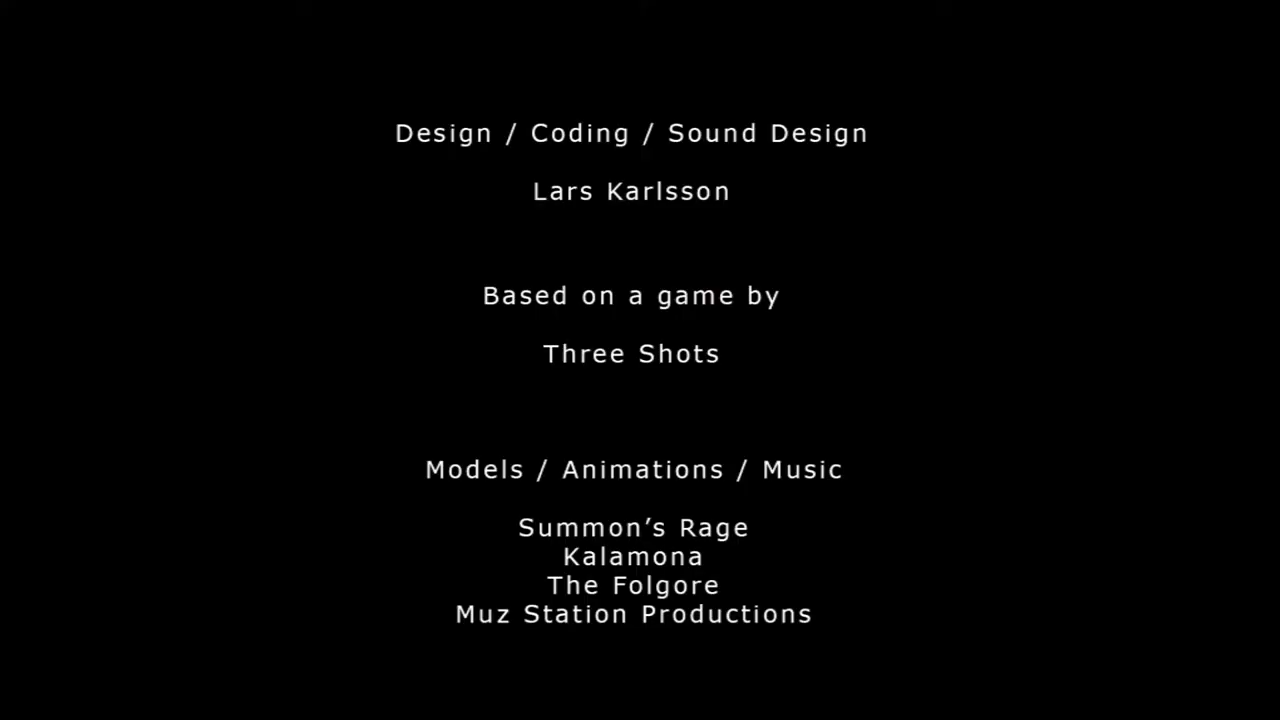 Design / Coding / Sound Design
Lars Karlsson
Based on a game by
Three Shots
Models / Animations / Music
Summon’s Rage
Kalamona
The Folgore
Muz Station Productions